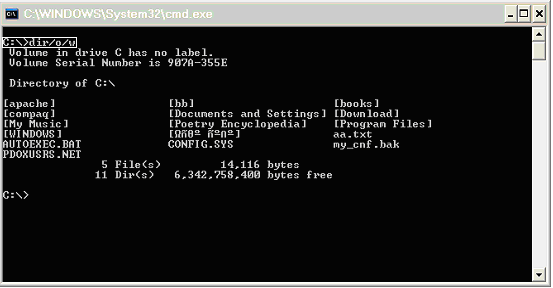 C:\WINDOWS\System32\cmd.exe
C:\>dir/o/w
Volume in drive C has no label.
Volume Serial Number is 907A-355E
Directory of C:\
[apache] [bb] [books]
[compaq] [Documents and Settings] [Download]
[My Music] [Poetry Encyclopedia] [Program Files]
[WINDOWS] aa.txt
AUTOEXEC.BAT CONFIG.SYS my_cnf.bak
PDOXUSRS.NET
5 File(s) 14,116 bytes
11 Dir(s) 6,342,758,400 bytes free
C:\>